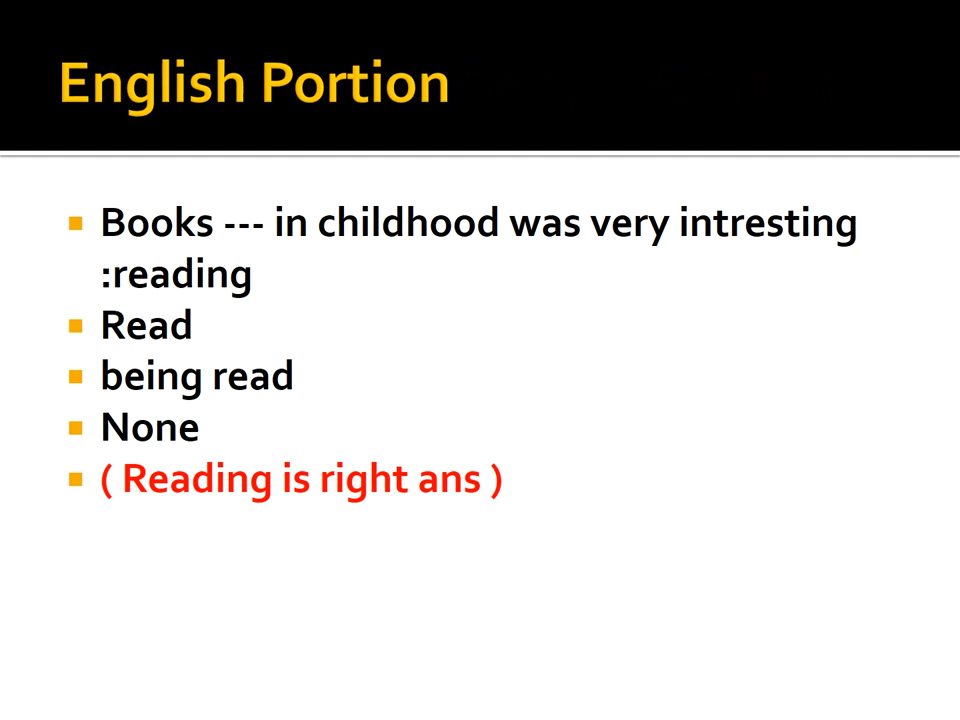 English Portion
Books --- in childhood was very intresting
:reading
Read
being read
None
( Reading is right ans )